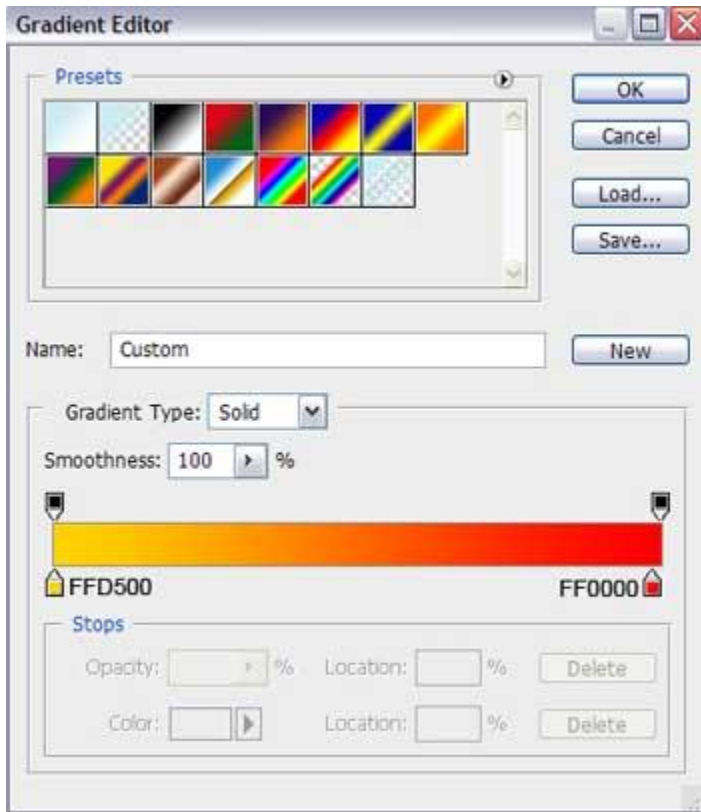 Gradient Editor
Presets
OK
Cancel
Load...
Save...
Name: Custom
New
Gradient Type: Solid
Smoothness: 100 %
FFD500 FF0000
Stops
Opacity: % Location: % Delete
Color: Location: % Delete